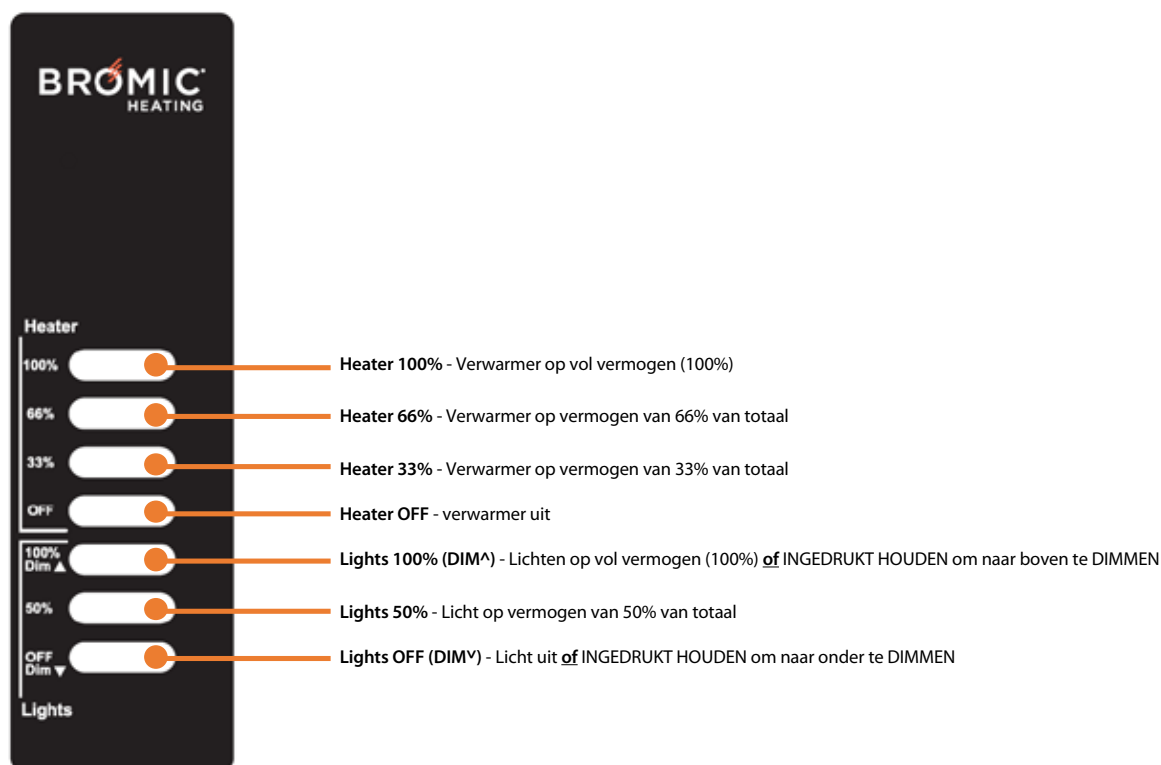 BROMIC
HEATING
Heater
100%
Heater 100% - Verwarmer op vol vermogen (100%)
66%
Heater 66% - Verwarmer op vermogen van 66% van totaal
33%
Heater 33% - Verwarmer op vermogen van 33% van totaal
OFF
Heater OFF - verwarmer uit
100%
Dim ▲
Lights 100% (DIM^) - Lichten op vol vermogen (100%) of INGEDRUKT HOUDEN om naar boven te DIMMEN
50%
Lights 50% - Licht op vermogen van 50% van totaal
OFF
Dim ▼
Lights OFF (DIM˅) - Licht uit of INGEDRUKT HOUDEN om naar onder te DIMMEN
Lights